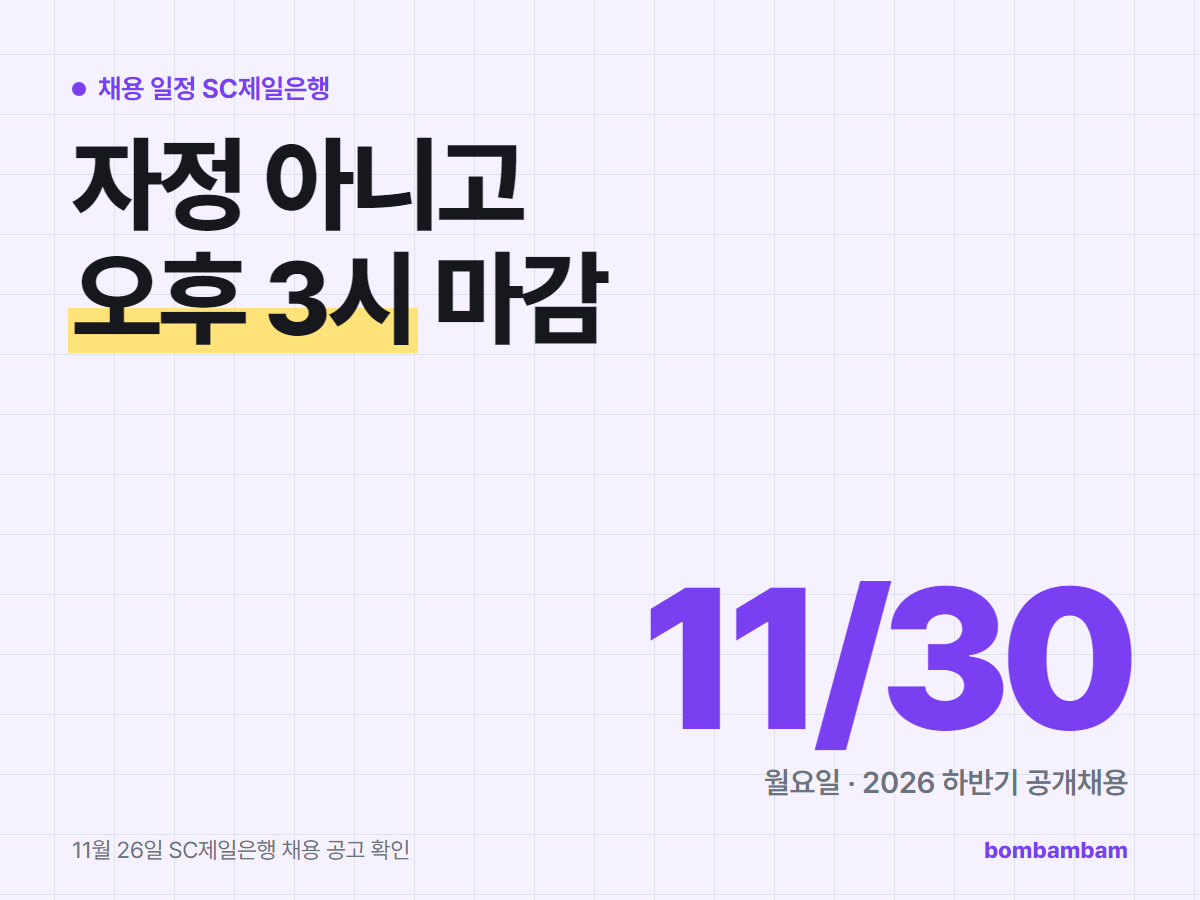 채용 일정 SC제일은행
자정 아니고
오후 3시 마감
11/30
월요일 · 2026 하반기 공개채용
11월 26일 SC제일은행 채용 공고 확인
bombambam